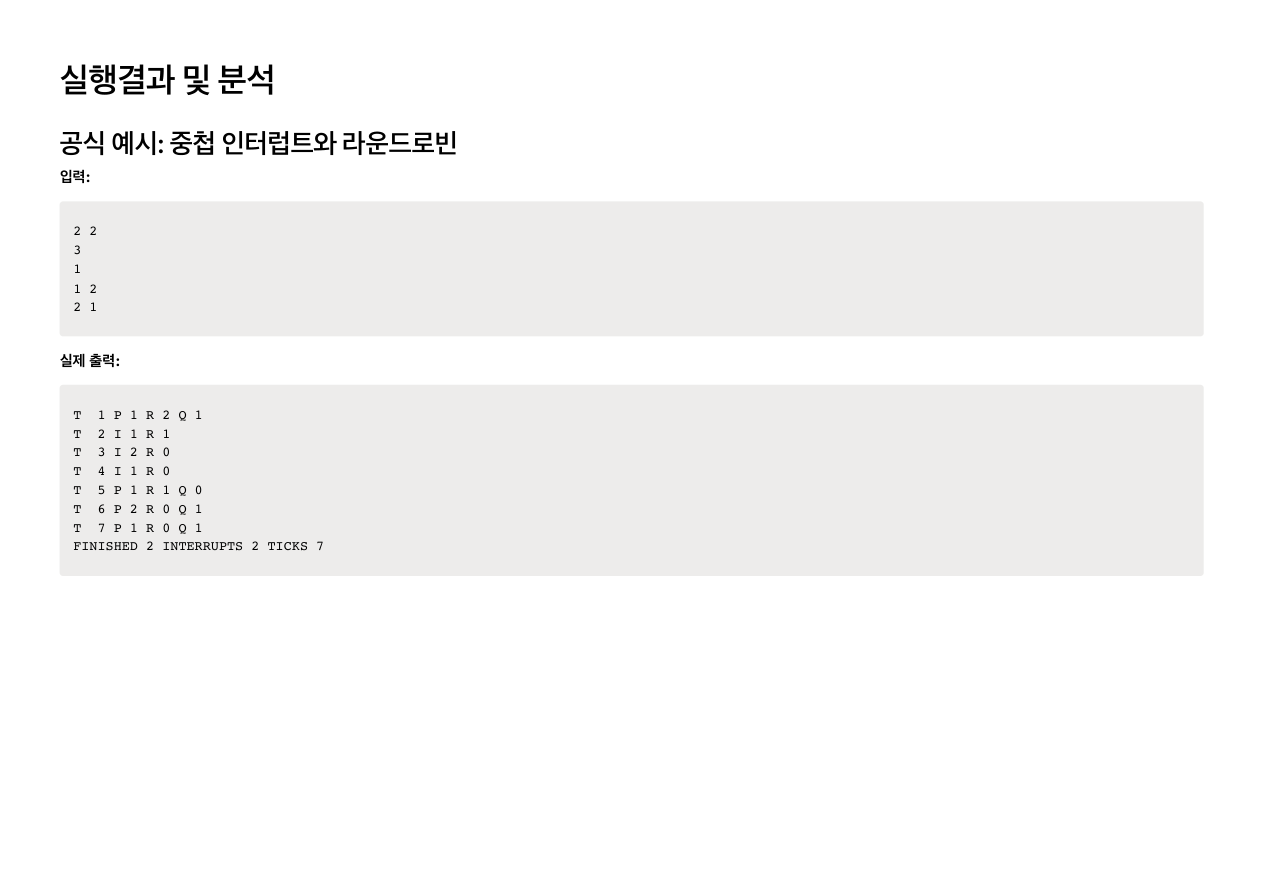 실행결과 및 분석
공식 예시: 중첩 인터럽트와 라운드로빈
입력:
2 2
3
1
1 2
2 1
실제 출력:
T  1 P 1 R 2 Q 1
T  2 I 1 R 1
T  3 I 2 R 0
T  4 I 1 R 0
T  5 P 1 R 1 Q 0
T  6 P 2 R 0 Q 1
T  7 P 1 R 0 Q 1
FINISHED 2 INTERRUPTS 2 TICKS 7